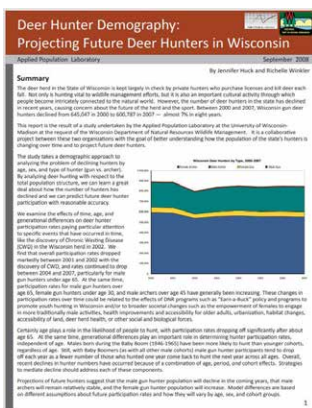 Deer Hunter Demography:
Projecting Future Deer Hunters in Wisconsin
Applied Population Laboratory September 2008
By Jennifer Huck and Richelle Winkler
Summary
The deer herd in the State of Wisconsin is kept largely in check by private hunters who purchase licenses and kill deer each
fall. Not only is hunting vital to wildlife management efforts, but it is also an important cultural activity through which
people become intricately connected to the natural world. However, the number of deer hunters in the state has declined
in recent years, causing concern about the future of the herd and the sport. Between 2000 and 2007, Wisconsin gun deer
hunters declined from 645,047 in 2000 to 600,787 in 2007 — almost 7% in eight years.
This report is the result of a study undertaken by the Applied Population Laboratory at the University of Wisconsin-
Madison at the request of the Wisconsin Department of Natural Resources Wildlife Management. It is a collaborative
project between these two organizations with the goal of better understanding how the population of the state's hunters is
changing over time and to project future deer hunters.
The study takes a demographic approach to
analyzing the problem of declining hunters by
age, sex, and type of hunter (gun vs. archer).
By analyzing deer hunting with respect to the
total population structure, we can learn a great
deal about how the number of hunters has
declined and we can predict future deer hunter
participation with reasonable accuracy.
Wisconsin Deer Hunters by Type, 2000-2007
We examine the effects of time, age, and
generational differences on deer hunter
participation rates paying particular attention
to specific events that have occurred in time,
like the discovery of Chronic Wasting Disease
(CWD) in the Wisconsin herd in 2002. We
find that overall participation rates dropped
markedly between 2001 and 2002 with the
discovery of CWD, and rates continued to drop
between 2004 and 2007, particularly for male
gun hunters under age 65. At the same time,
participation rates for male gun hunters over
age 65, female gun hunters under age 30, and male archers over age 45 have generally been increasing. These changes in
participation rates over time could be related to the effects of DNR programs such as "Earn-a-Buck" policy and programs to
promote youth hunting in Wisconsin and/or to broader societal changes such as the empowerment of females to engage
in more traditionally-male activities, health improvements and accessibility for older adults, urbanization, habitat changes,
accessibility of land, deer herd health, or other social and biological forces.
Certainly age plays a role in the likelihood of people to hunt, with participation rates dropping off significantly after about
65. At the same time, generational differences play an important role in determining hunter participation rates,
independent of age. Males born during the Baby Boom (1946-1965) have been more likely to hunt than younger cohorts,
regardless of age. Still, with Baby Boomers (as with all other male cohorts) male gun hunter participants tend to drop
off each year as a fewer number of those who hunted one year come back to hunt the next year across all ages. Overall,
recent declines in hunter numbers have occurred because of a combination of age, period, and cohort effects. Strategies
to mediate decline should address each of these components.
Projections of future hunters suggest that the male gun hunter population will decline in the coming years, that male
archers will remain relatively stable, and the female gun hunter population will increase. Model differences are based
on different assumptions about future participation rates and how they will vary by age, sex, and cohort groups.
1